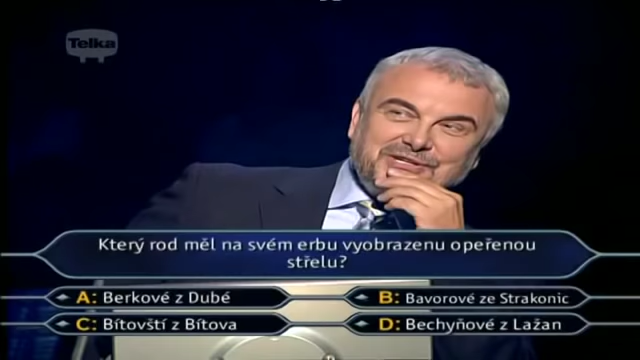 Telka
Který rod měl na svém erbu vyobrazenu opeřenou
střelu?
A: Berkové z Dubé
B: Bavorové ze Strakonic
C: Bítovští z Bítova
D: Bechyňové z Lažan